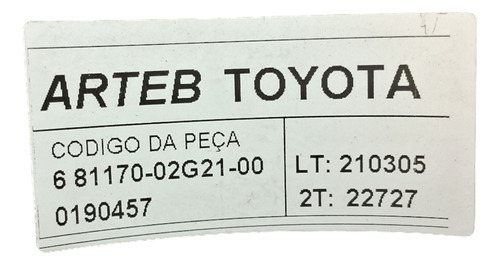 ARTEB TOYOTA
CODIGO DA PEÇA
6 81170-02G21-00
0190457
LT: 210305
2T: 22727